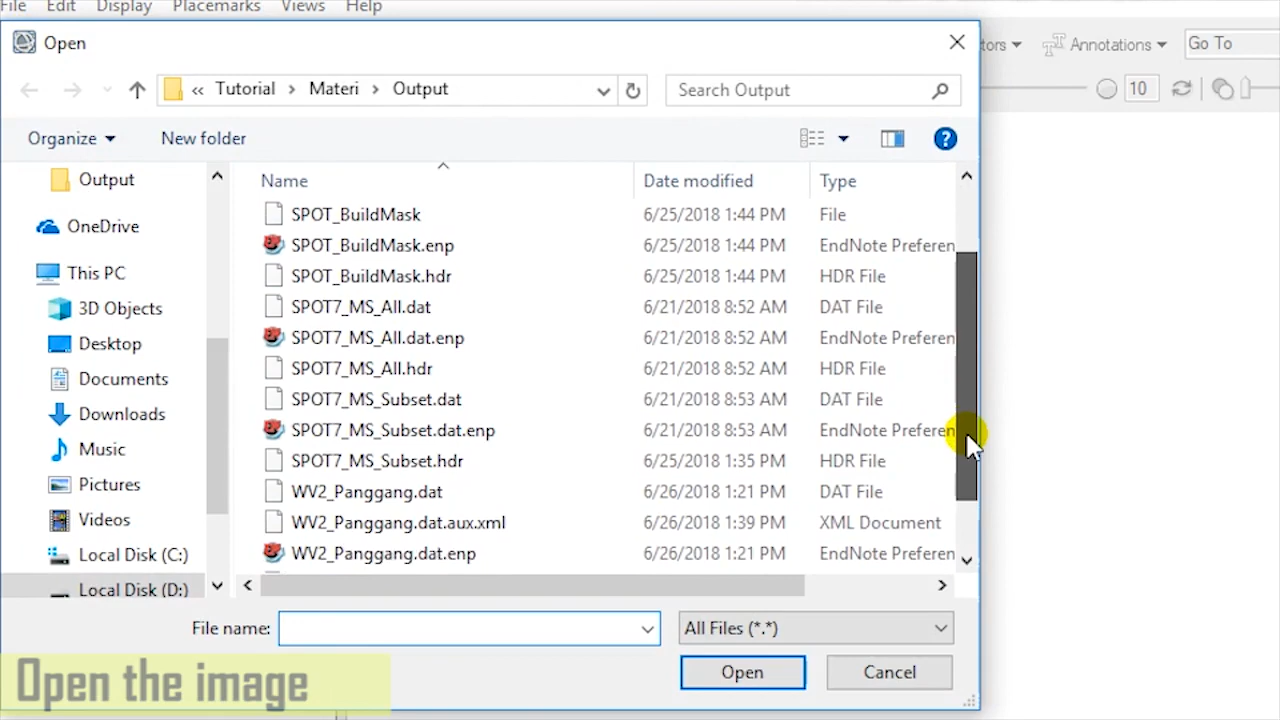 File Edit Display Placemarks Views Help
Open
tors Annotations Go To
« Tutorial › Materi › Output Search Output
10
Organize New folder
Name Date modified Type
Output
OneDrive
This PC
3D Objects
Desktop
Documents
Downloads
Music
Pictures
Videos
Local Disk (C:)
Local Disk (D:)
SPOT_BuildMask 6/25/2018 1:44 PM File
SPOT_BuildMask.enp 6/25/2018 1:44 PM EndNote Preferen
SPOT_BuildMask.hdr 6/25/2018 1:44 PM HDR File
SPOT7_MS_All.dat 6/21/2018 8:52 AM DAT File
SPOT7_MS_All.dat.enp 6/21/2018 8:52 AM EndNote Preferen
SPOT7_MS_All.hdr 6/21/2018 8:52 AM HDR File
SPOT7_MS_Subset.dat 6/21/2018 8:53 AM DAT File
SPOT7_MS_Subset.dat.enp 6/21/2018 8:53 AM EndNote Preferen
SPOT7_MS_Subset.hdr 6/25/2018 1:35 PM HDR File
WV2_Panggang.dat 6/26/2018 1:21 PM DAT File
WV2_Panggang.dat.aux.xml 6/26/2018 1:39 PM XML Document
WV2_Panggang.dat.enp 6/26/2018 1:21 PM EndNote Preferen
File name: All Files (*.*)
Open Cancel
Open the image